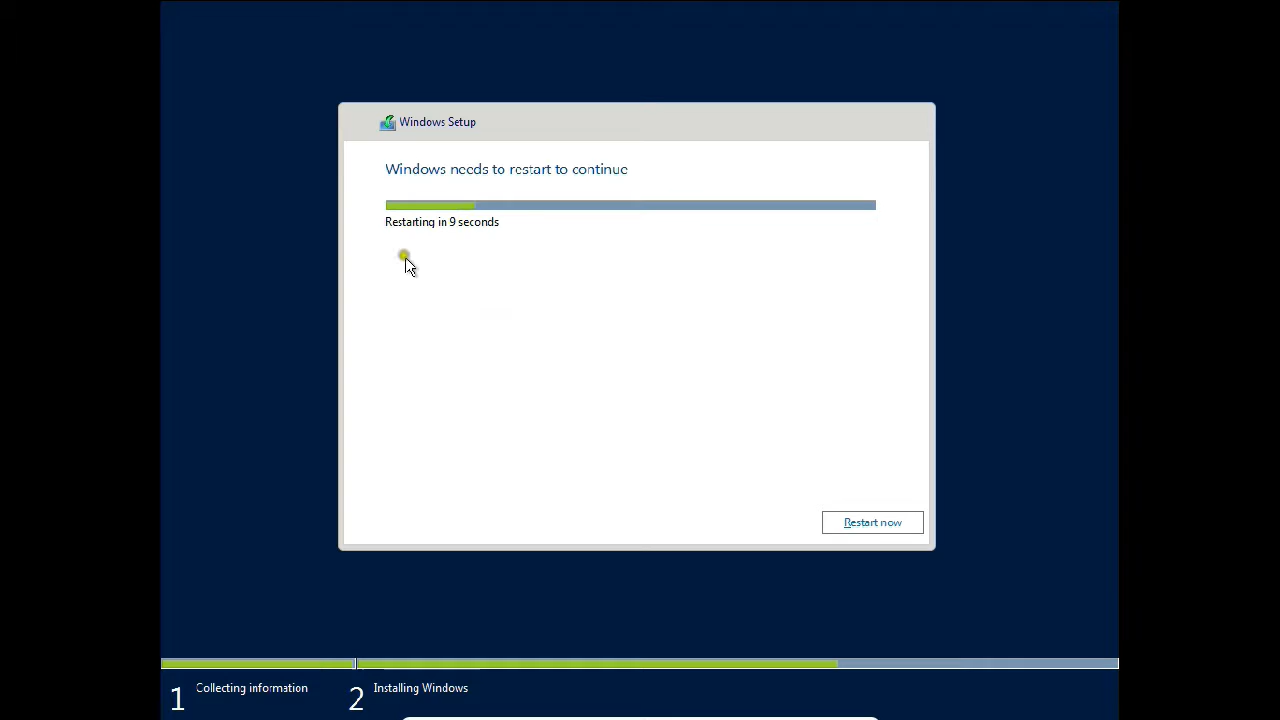 Windows Setup
Windows needs to restart to continue
Restarting in 9 seconds
Restart now
1 Collecting information
2 Installing Windows